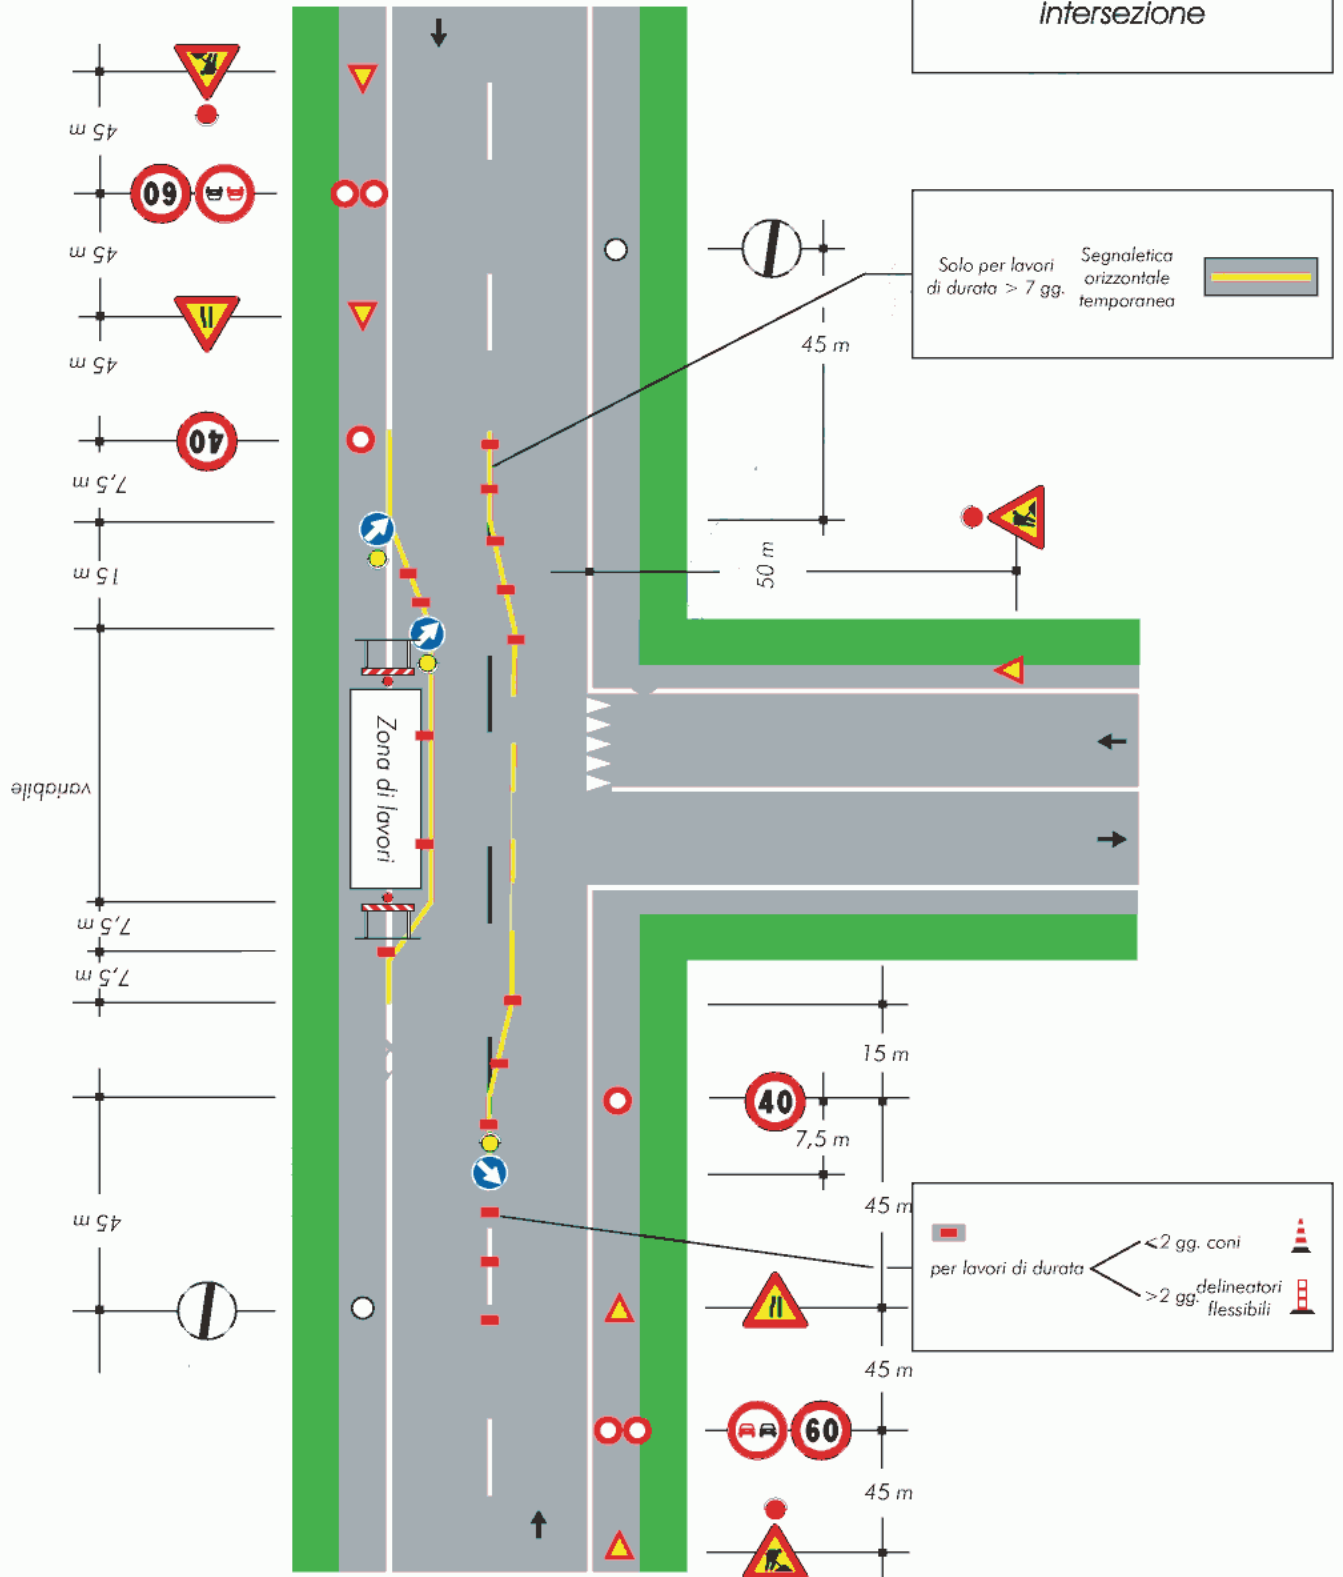 intersezione
45 m
60
45 m
45 m
40
7,5 m
15 m
variabile
7,5 m
7,5 m
45 m
Zona di lavori
Solo per lavori
di durata > 7 gg.
Segnaletica
orizzontale
temporanea
45 m
50 m
15 m
40
7,5 m
45 m
per lavori di durata
<2 gg. coni
>2 gg. delineatori
flessibili
45 m
60
45 m